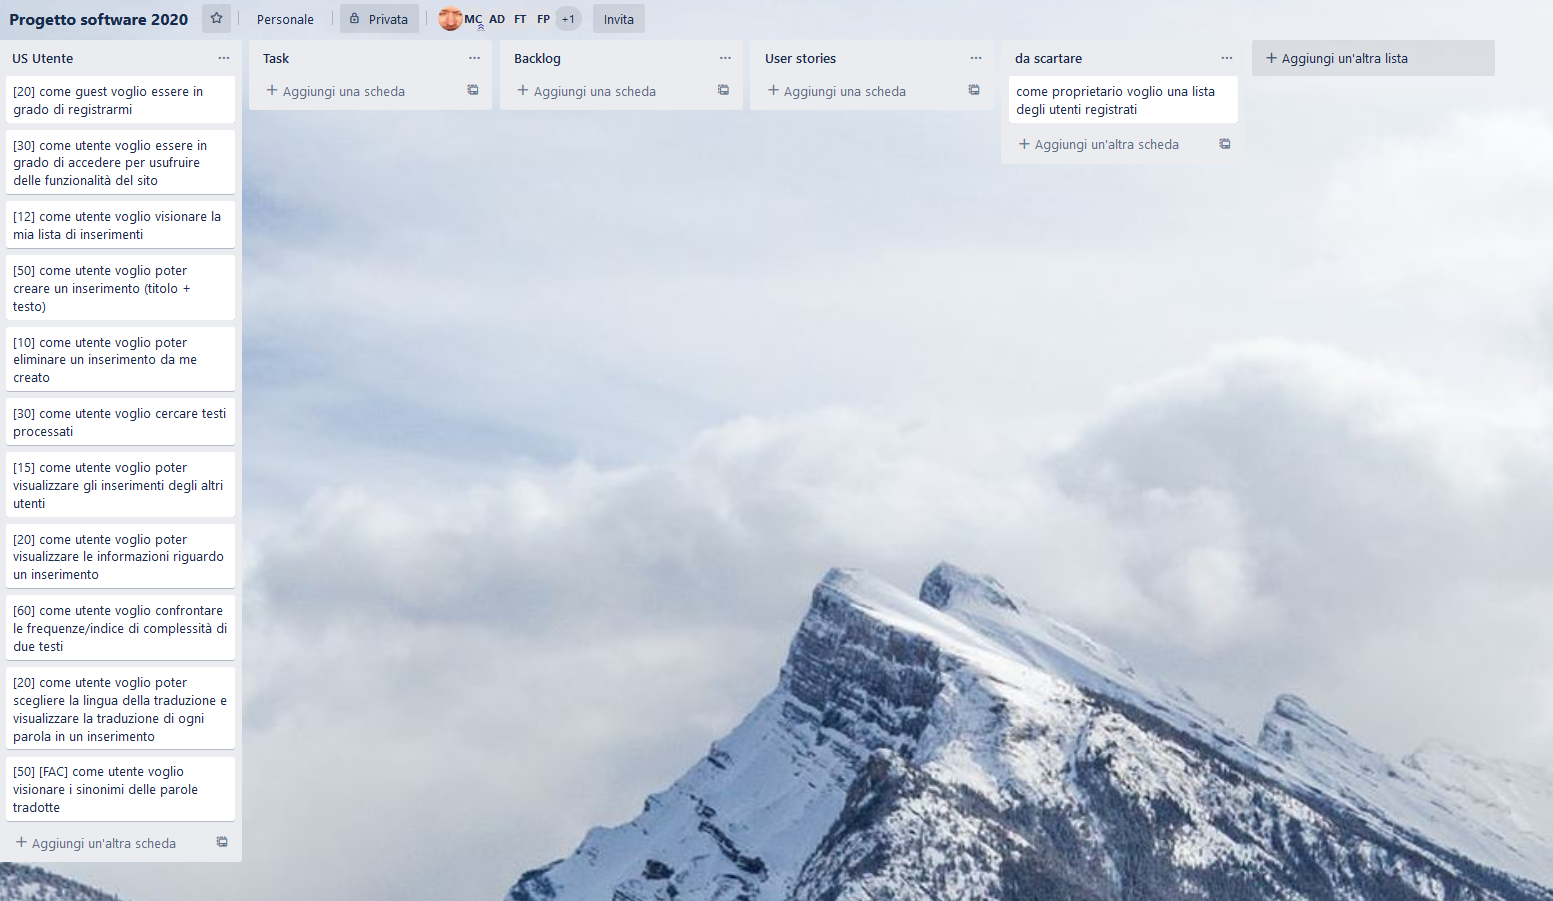 Progetto software 2020
Personale
Privata
MC AD FT FP +1
Invita
US Utente
[20] come guest voglio essere in
grado di registrarmi
[30] come utente voglio essere in
grado di accedere per usufruire
delle funzionalità del sito
[12] come utente voglio visionare la
mia lista di inserimenti
[50] come utente voglio poter
creare un inserimento (titolo +
testo)
[10] come utente voglio poter
eliminare un inserimento da me
creato
[30] come utente voglio cercare testi
processati
[15] come utente voglio poter
visualizzare gli inserimenti degli altri
utenti
[20] come utente voglio poter
visualizzare le informazioni riguardo
un inserimento
[60] come utente voglio confrontare
le frequenze/indice di complessità di
due testi
[20] come utente voglio poter
scegliere la lingua della traduzione e
visualizzare la traduzione di ogni
parola in un inserimento
[50] [FAC] come utente voglio
visionare i sinonimi delle parole
tradotte
+ Aggiungi un'altra scheda
Task
+ Aggiungi una scheda
Backlog
+ Aggiungi una scheda
User stories
+ Aggiungi una scheda
da scartare
come proprietario voglio una lista
degli utenti registrati
+ Aggiungi un'altra scheda
+ Aggiungi un'altra lista